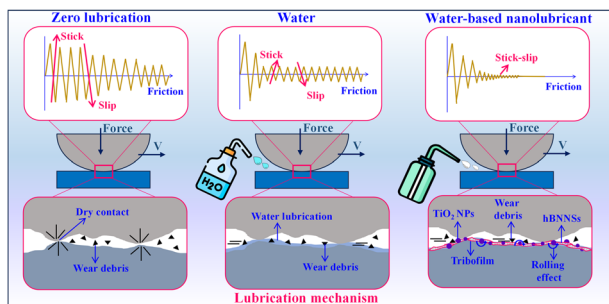 Zero lubrication
Stick
Friction
Slip
Force
V
Dry contact
Wear debris
Water
Stick
Friction
Slip
Force
V
H2O
Water lubrication
Wear debris
Water-based nanolubricant
Stick-slip
Friction
Force
V
TiO2 NPs
Wear
debris
hBNNSs
Tribofilm
Rolling
effect
Lubrication mechanism